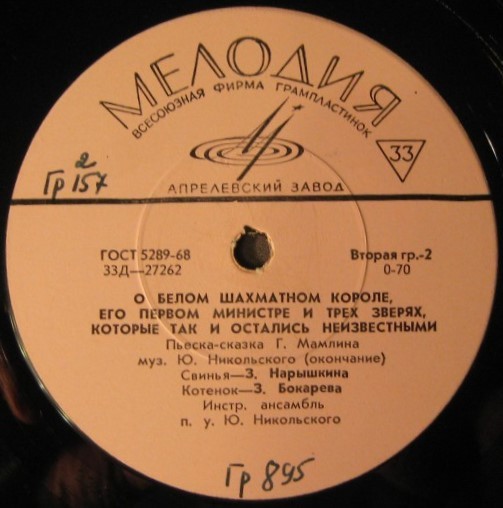 МЕЛОДИЯ
ВСЕСОЮЗНАЯ ФИРМА ГРАМПЛАСТИНОК
33
2
Гр 157
АПРЕЛЕВСКИЙ ЗАВОД
ГОСТ 5289-68
Вторая гр.-2
33Д—27262
0-70
О БЕЛОМ ШАХМАТНОМ КОРОЛЕ,
ЕГО ПЕРВОМ МИНИСТРЕ И ТРЕХ ЗВЕРЯХ,
КОТОРЫЕ ТАК И ОСТАЛИСЬ НЕИЗВЕСТНЫМИ
Пьеска-сказка Г. Мамлина
муз. Ю. Никольского (окончание)
Свинья—З. Нарышкина
Котенок—З. Бокарева
Инстр. ансамбль
п. у. Ю. Никольского
Гр 895